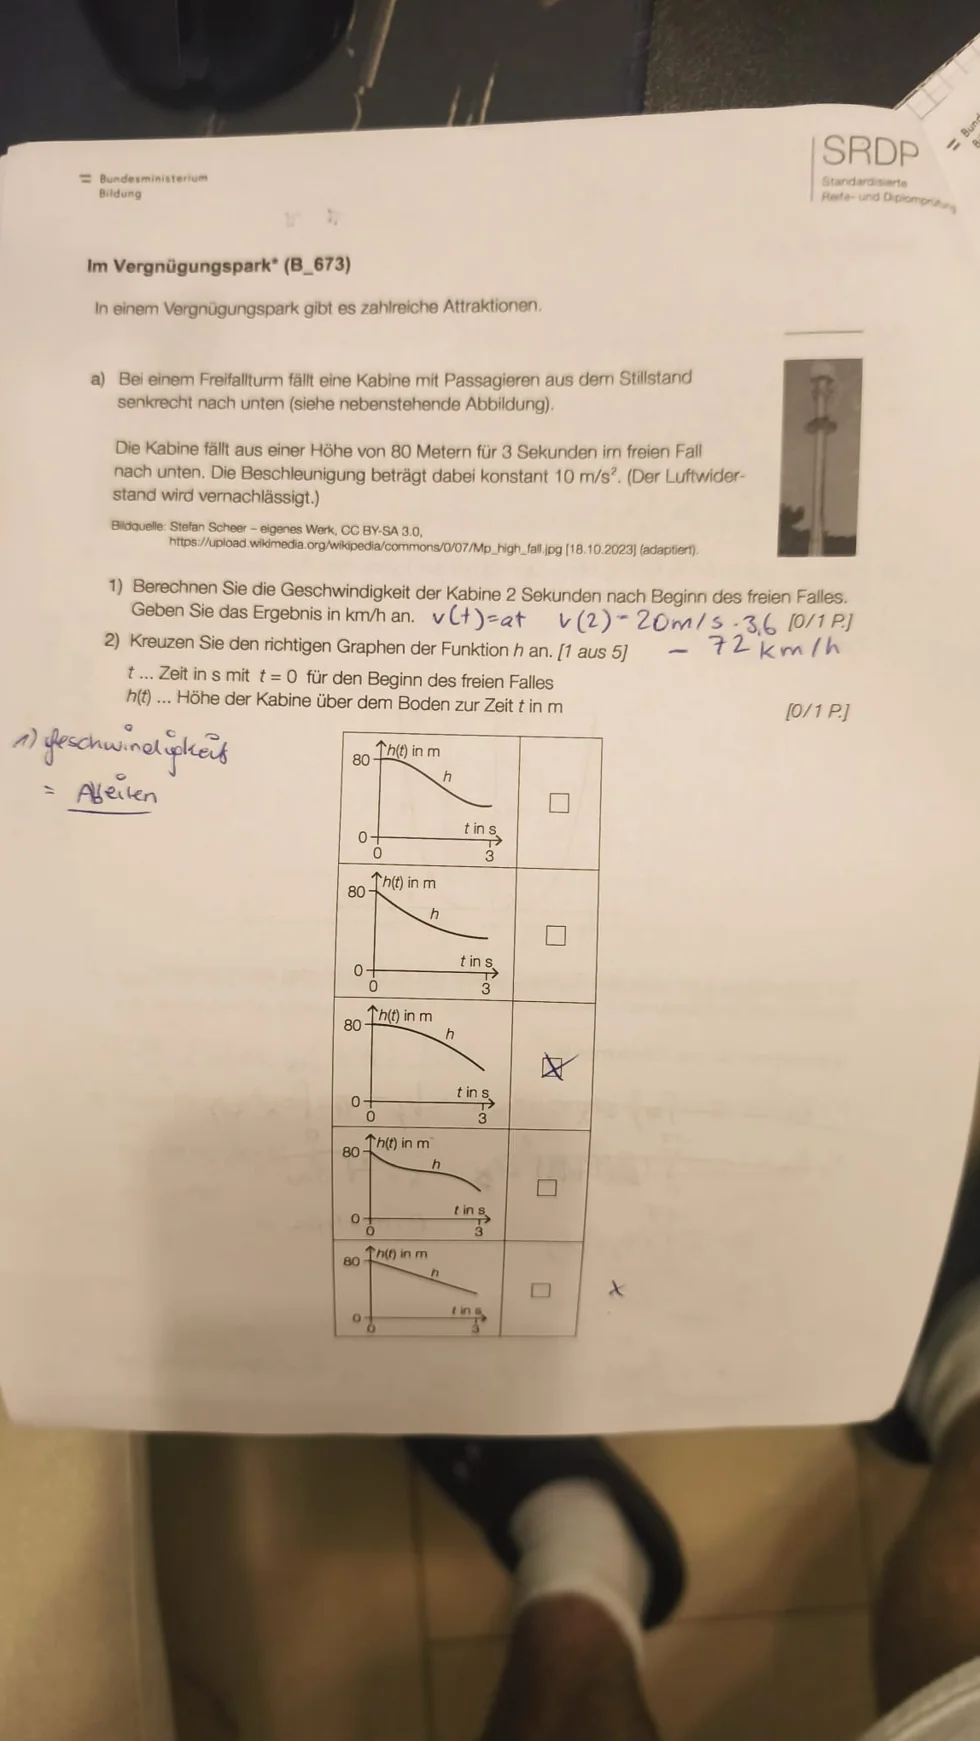 Bundesministerium
Bildung
SRDP
Standardisierte
Reife- und Diplomprüfung
Im Vergnügungspark* (B_673)
In einem Vergnügungspark gibt es zahlreiche Attraktionen.
a) Bei einem Freifallturm fällt eine Kabine mit Passagieren aus dem Stillstand
senkrecht nach unten (siehe nebenstehende Abbildung).
Die Kabine fällt aus einer Höhe von 80 Metern für 3 Sekunden im freien Fall
nach unten. Die Beschleunigung beträgt dabei konstant 10 m/s². (Der Luftwider-
stand wird vernachlässigt.)
Bildquelle: Stefan Scheer – eigenes Werk, CC BY-SA 3.0,
https://upload.wikimedia.org/wikipedia/commons/0/07/Mp_high_fall.jpg [18.10.2023] (adaptiert).
1) Berechnen Sie die Geschwindigkeit der Kabine 2 Sekunden nach Beginn des freien Falles.
Geben Sie das Ergebnis in km/h an. v(t)=at v(2)=20m/s·3,6 [0/1 P.]
2) Kreuzen Sie den richtigen Graphen der Funktion h an. [1 aus 5] = 72 km/h
t ... Zeit in s mit t = 0 für den Beginn des freien Falles
h(t) ... Höhe der Kabine über dem Boden zur Zeit t in m [0/1 P.]
1) Geschwindigkeit
=
h(t) in m
80
h
t in s
0
0
3
h(t) in m
80
h
t in s
0
0
3
h(t) in m
80
h
t in s
0
0
3
h(t) in m
80
h
t in s
0
0
3
h(t) in m
80
h
t in s
0
0
3
x